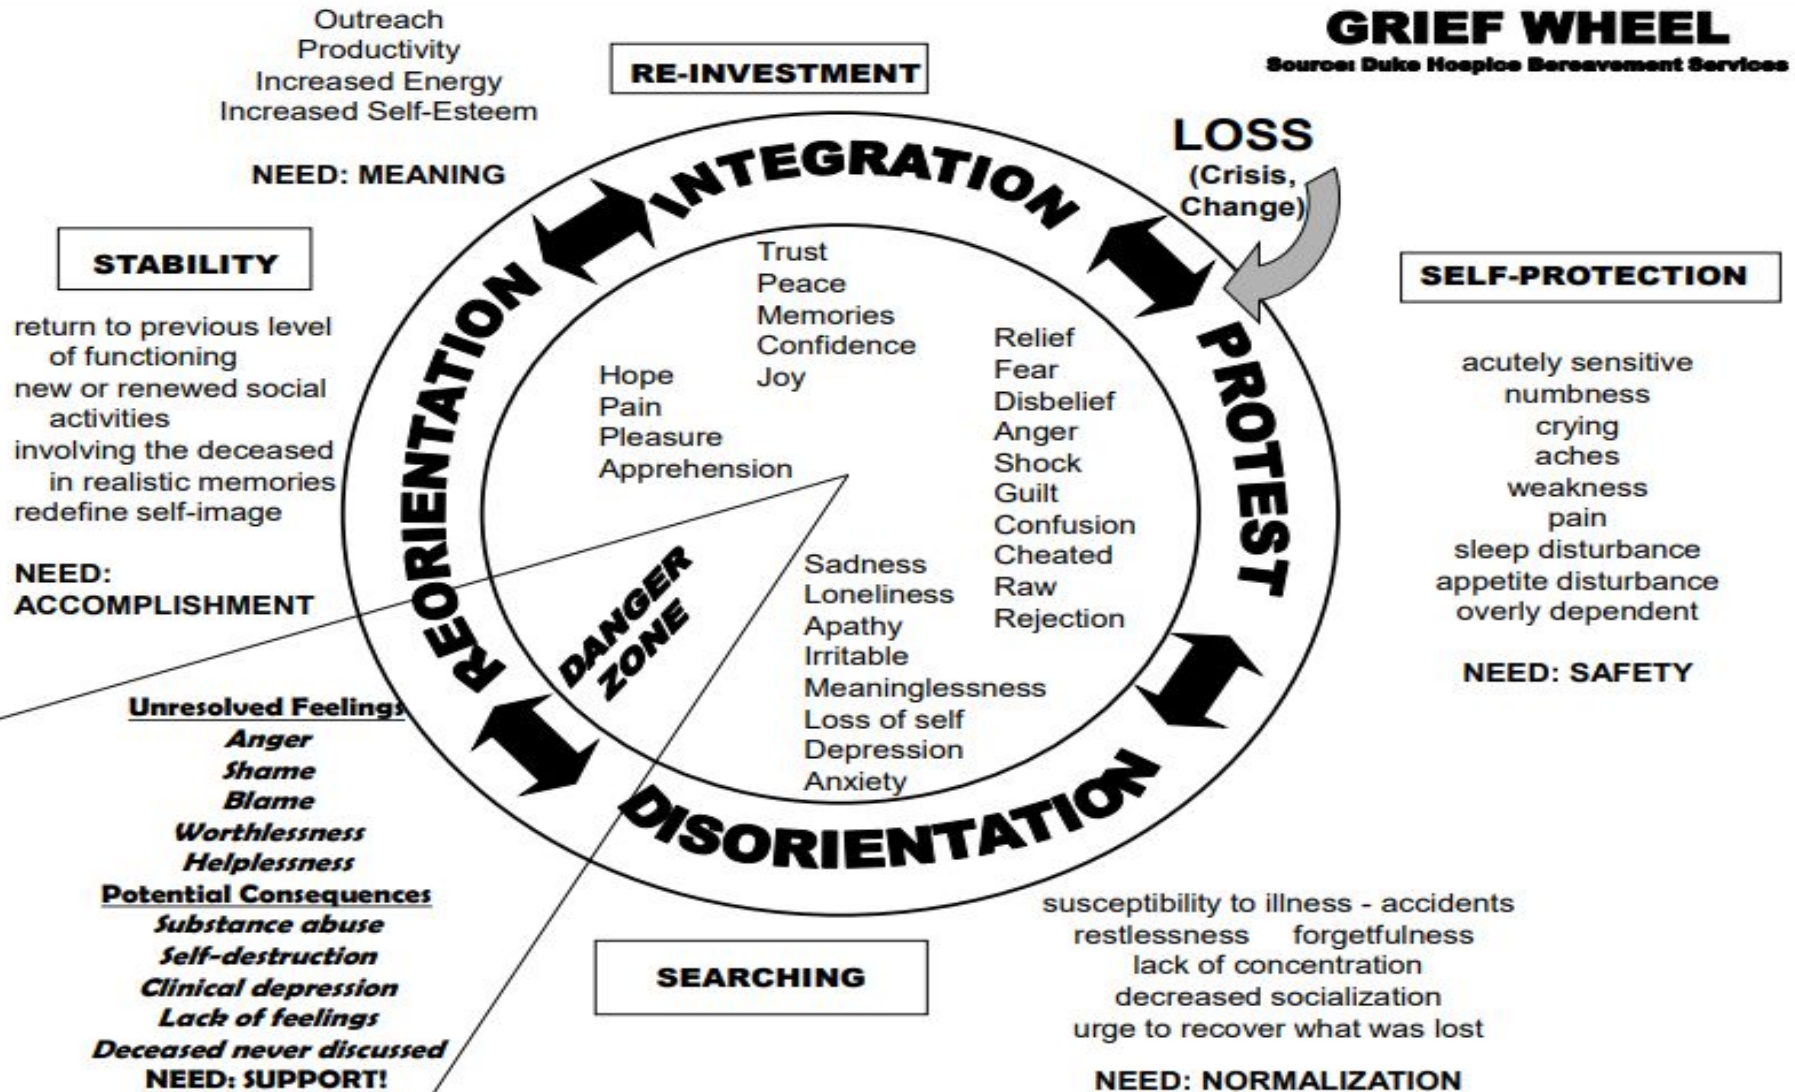 GRIEF WHEEL
Source: Duke Hospice Bereavement Services
Outreach
Productivity
Increased Energy
Increased Self-Esteem
NEED: MEANING
RE-INVESTMENT
LOSS
(Crisis,
Change)
INTEGRATION
PROTEST
DISORIENTATION
REORIENTATION
STABILITY
return to previous level
of functioning
new or renewed social
activities
involving the deceased
in realistic memories
redefine self-image
NEED:
ACCOMPLISHMENT
SELF-PROTECTION
acutely sensitive
numbness
crying
aches
weakness
pain
sleep disturbance
appetite disturbance
overly dependent
NEED: SAFETY
Trust
Peace
Memories
Confidence
Joy
Hope
Pain
Pleasure
Apprehension
Relief
Fear
Disbelief
Anger
Shock
Guilt
Confusion
Cheated
Raw
Rejection
Sadness
Loneliness
Apathy
Irritable
Meaninglessness
Loss of self
Depression
Anxiety
DANGER
ZONE
Unresolved Feelings
Anger
Shame
Blame
Worthlessness
Helplessness
Potential Consequences
Substance abuse
Self-destruction
Clinical depression
Lack of feelings
Deceased never discussed
NEED: SUPPORT!
SEARCHING
susceptibility to illness - accidents
restlessness forgetfulness
lack of concentration
decreased socialization
urge to recover what was lost
NEED: NORMALIZATION